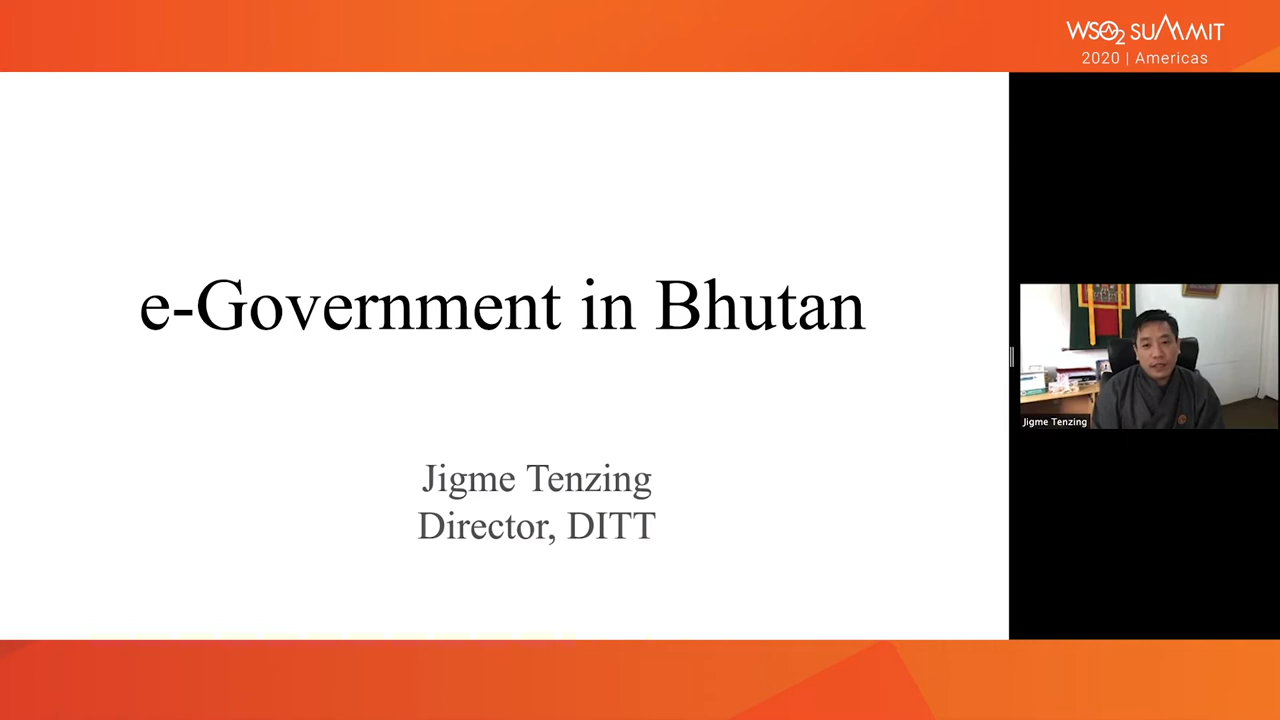 WSO2 SUMMIT
2020 | Americas
e-Government in Bhutan
Jigme Tenzing
Director, DITT
Jigme Tenzing